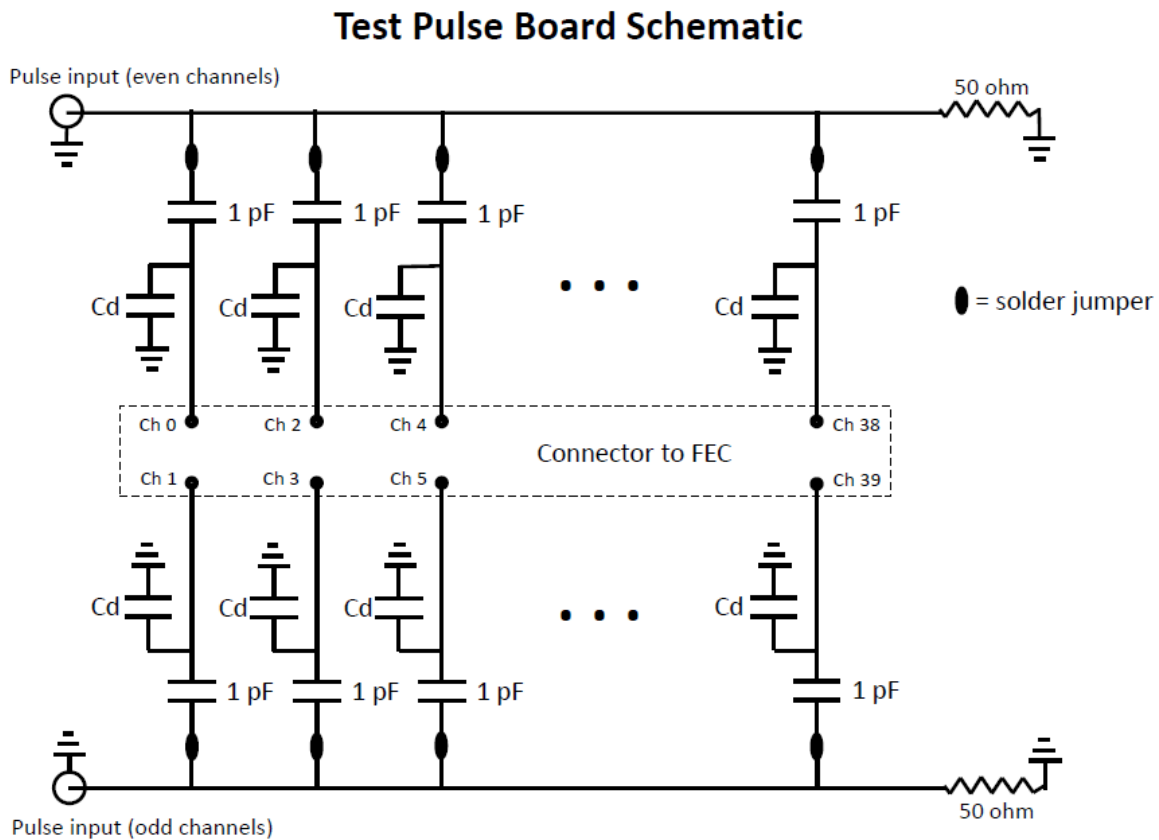 Test Pulse Board Schematic
Pulse input (even channels)
50 ohm
1 pF 1 pF 1 pF 1 pF
Cd Cd Cd Cd
• • •
= solder jumper
Ch 0 Ch 2 Ch 4 Ch 38
Connector to FEC
Ch 1 Ch 3 Ch 5 Ch 39
Cd Cd Cd Cd
• • •
1 pF 1 pF 1 pF 1 pF
50 ohm
Pulse input (odd channels)